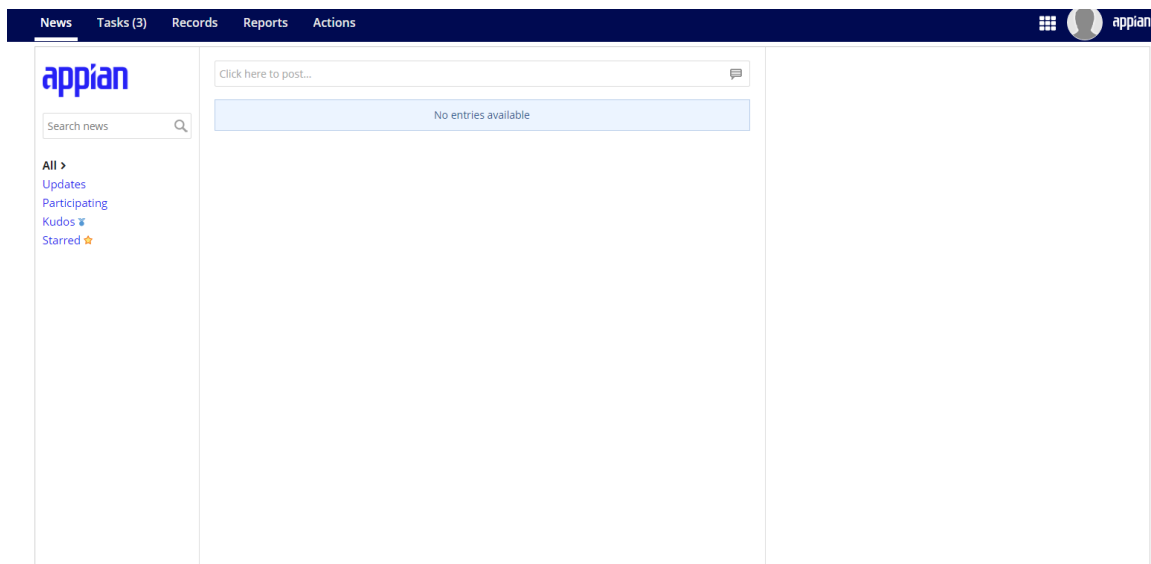 News Tasks (3) Records Reports Actions appian
appian
Click here to post...
No entries available
Search news
All >
Updates
Participating
Kudos
Starred